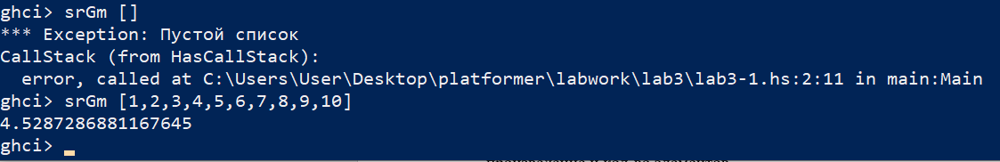 ghci> srGm []
*** Exception: Пустой список
CallStack (from HasCallStack):
  error, called at C:\Users\User\Desktop\platformer\labwork\lab3\lab3-1.hs:2:11 in main:Main
ghci> srGm [1,2,3,4,5,6,7,8,9,10]
4.5287286881167645
ghci>